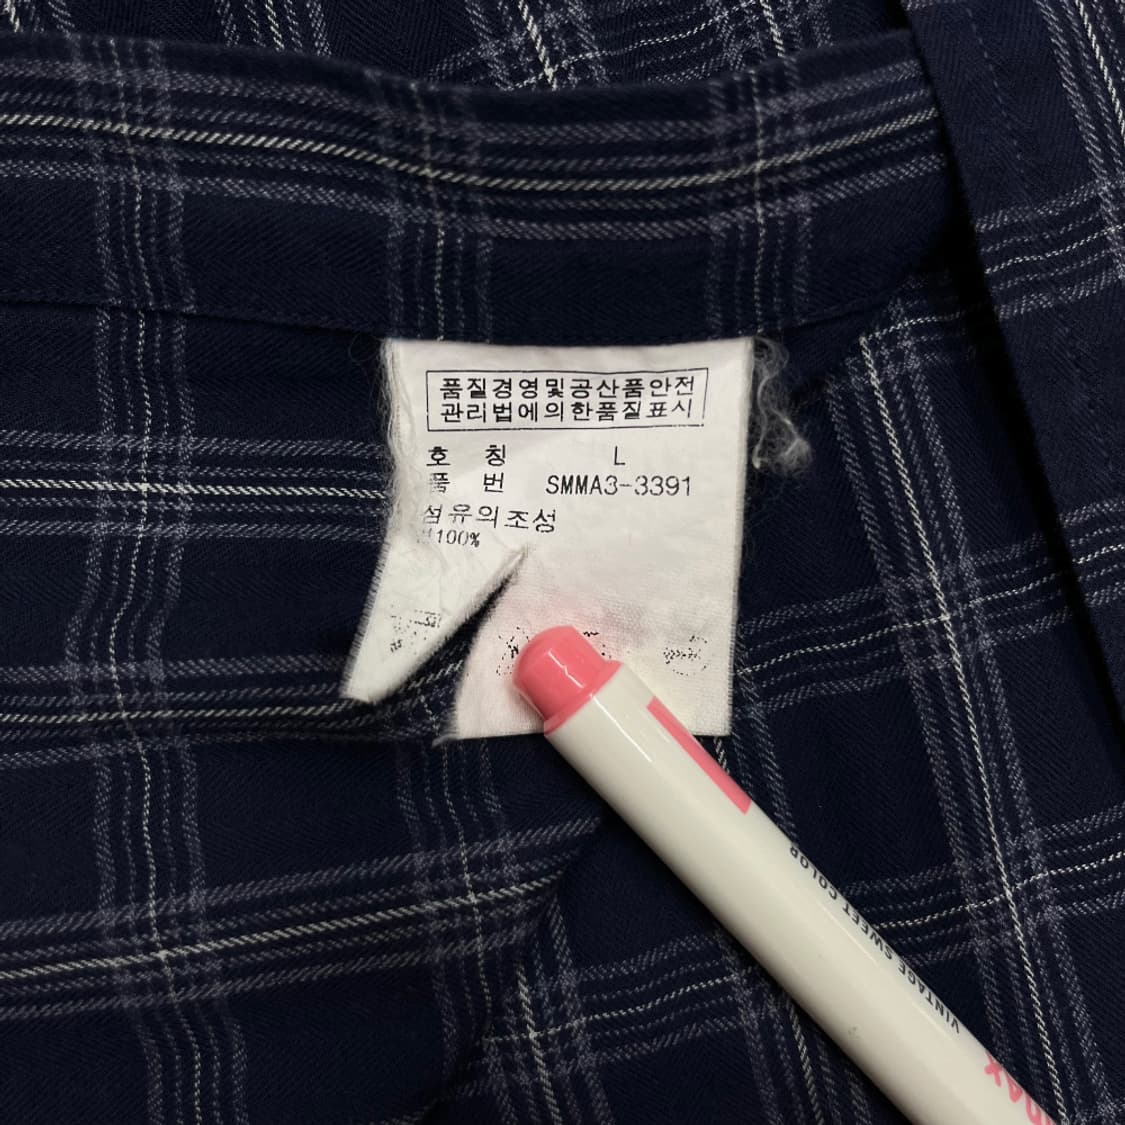 품질경영및공산품안전
관리법에의한품질표시
호 칭 L
품 번 SMMA3-3391
섬유의조성
100%
VINTAGE SWEET COLOR